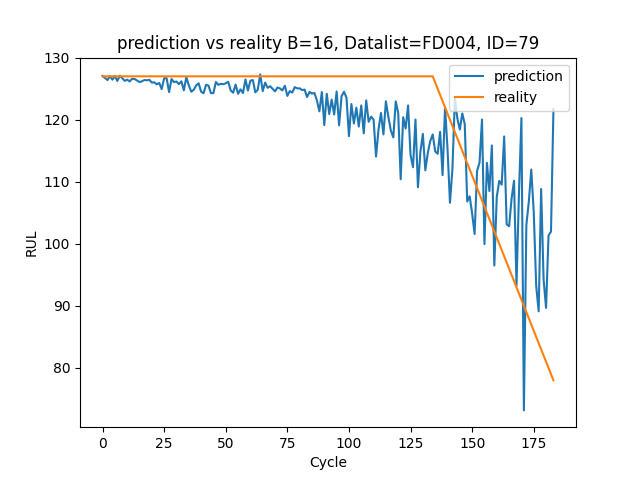 prediction vs reality B=16, Datalist=FD004, ID=79
prediction
reality
130
120
110
100
90
80
RUL
0 25 50 75 100 125 150 175
Cycle